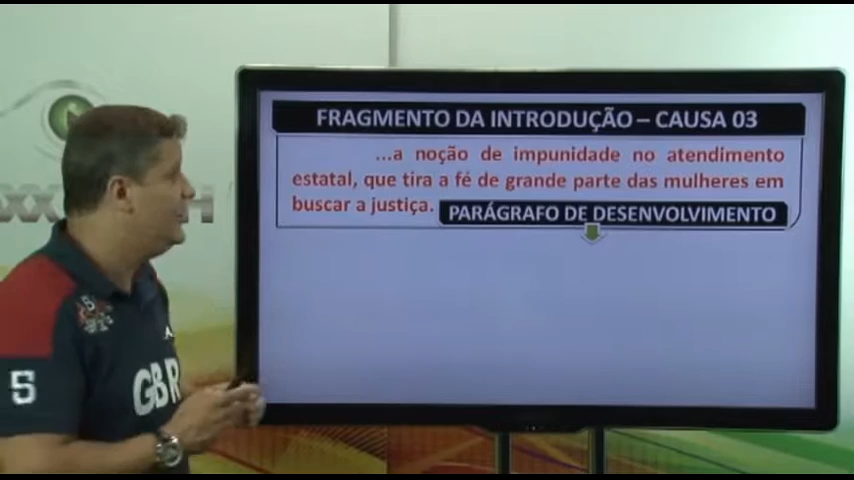 FRAGMENTO DA INTRODUÇÃO – CAUSA 03
...a noção de impunidade no atendimento
estatal, que tira a fé de grande parte das mulheres em
buscar a justiça.
PARÁGRAFO DE DESENVOLVIMENTO
5
GBR
5